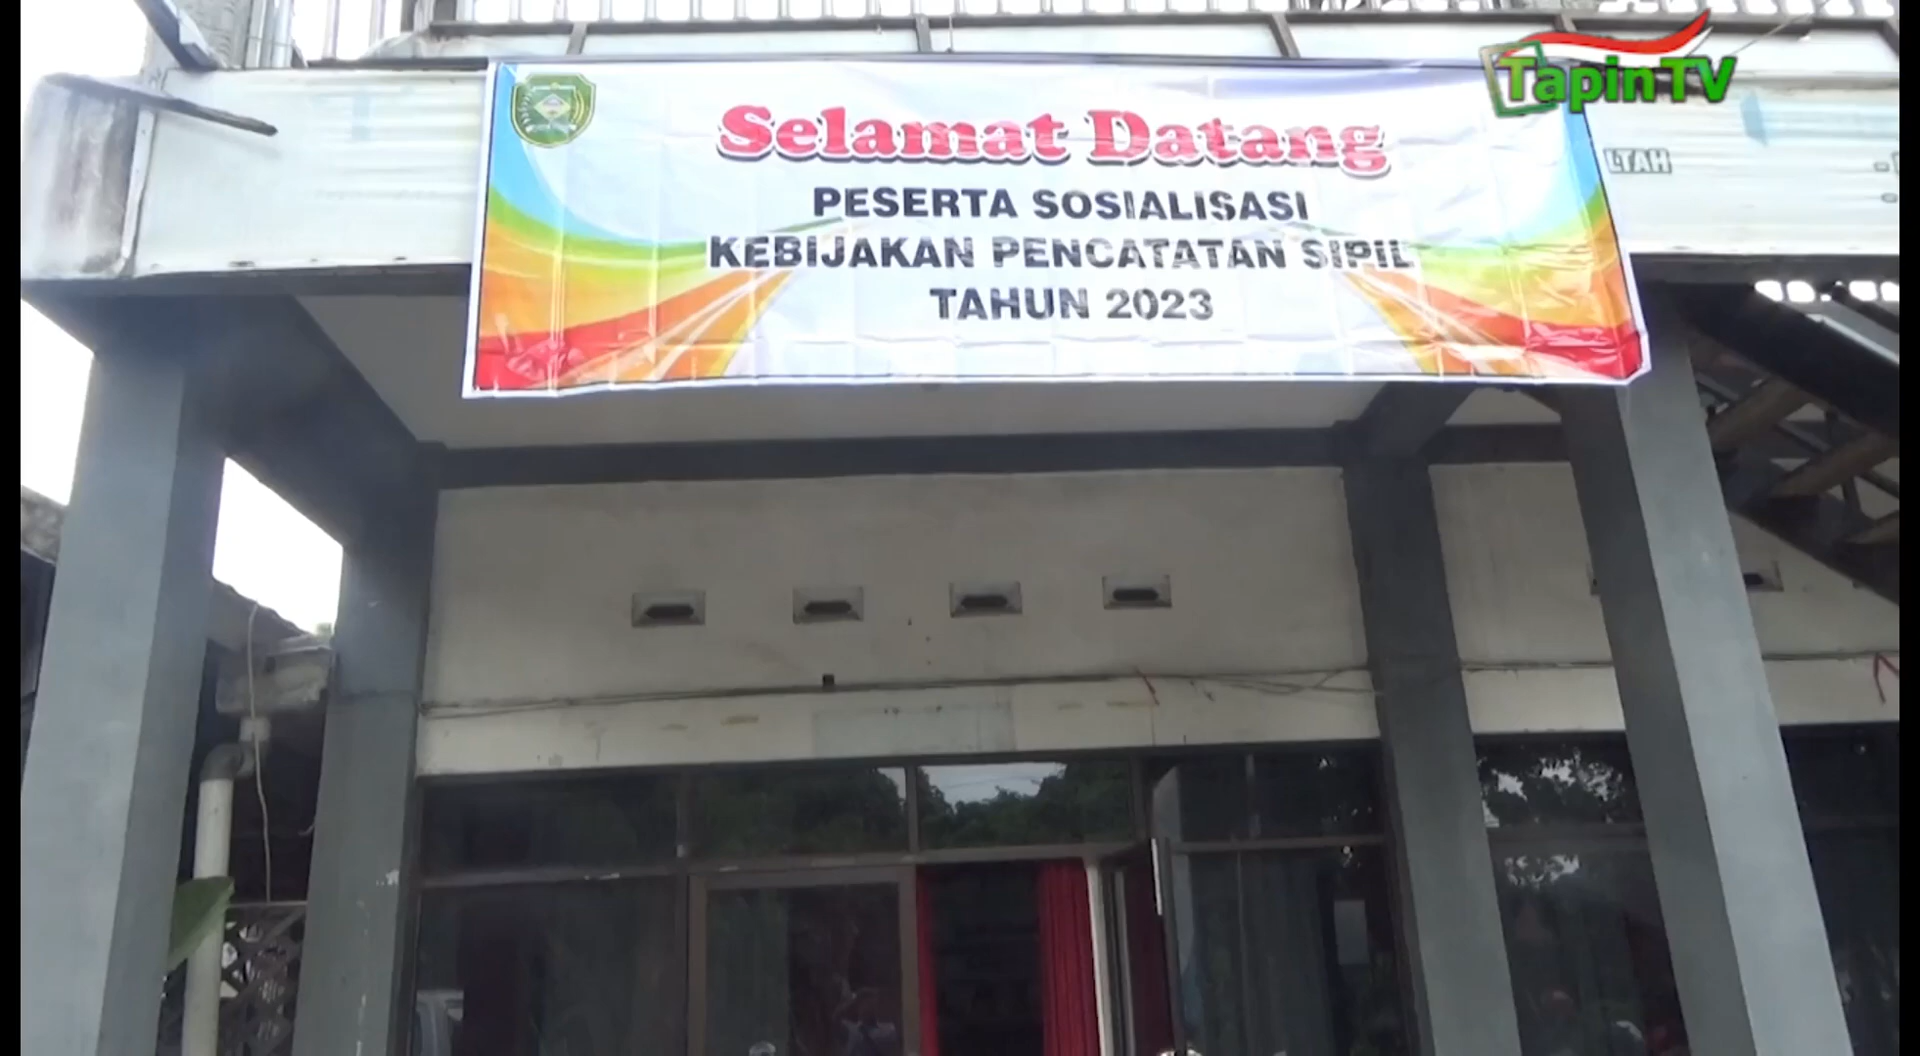 TapinTV
Selamat Datang
PESERTA SOSIALISASI
KEBIJAKAN PENCATATAN SIPIL
TAHUN 2023
LTAH